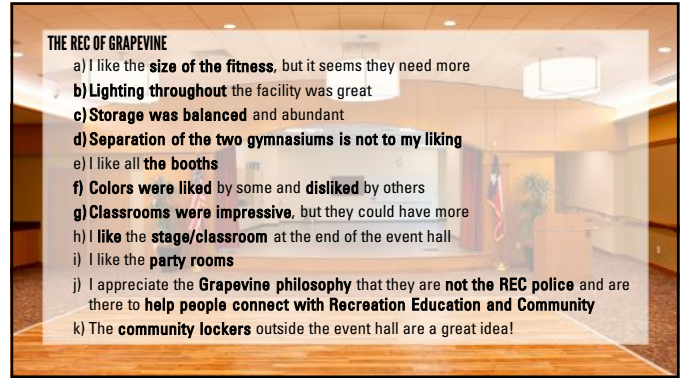 THE REC OF GRAPEVINE
a) I like the size of the fitness, but it seems they need more
b) Lighting throughout the facility was great
c) Storage was balanced and abundant
d) Separation of the two gymnasiums is not to my liking
e) I like all the booths
f) Colors were liked by some and disliked by others
g) Classrooms were impressive, but they could have more
h) I like the stage/classroom at the end of the event hall
i) I like the party rooms
j) I appreciate the Grapevine philosophy that they are not the REC police and are
there to help people connect with Recreation Education and Community
k) The community lockers outside the event hall are a great idea!